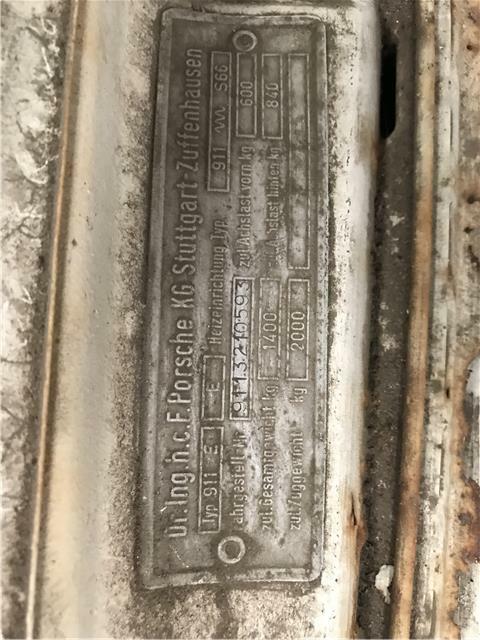 Dr.Ing.h.c.F.Porsche KG Stuttgart-Zuffenhausen
Typ 911 E E Heizeinrichtung Typ: 911 S66
ahrgestell-Nr. 9113210593 zul.Achslast vorn kg 600
zul.Gesamtgewicht kg 1400 zul.Achslast hinten kg 840
zul.Zuggewicht kg 2000